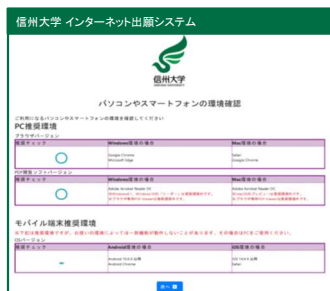 信州大学 インターネット出願システム
信州大学
パソコンやスマートフォンの環境確認
ご利用になるパソコンやスマートフォンの環境を確認してください
PC推奨環境
ブラウザバージョン
推奨チェック Windows環境の場合 Mac環境の場合
Google Chrome
Microsoft Edge
Safari
Google Chrome
PDF閲覧ソフトバージョン
推奨チェック Windows環境の場合 Mac環境の場合
Adobe Acrobat Reader DC
Adobe Acrobat Reader DC
モバイル端末推奨環境
OSバージョン
推奨チェック Android環境の場合 iOS環境の場合
Android Chrome
Safari
次へ